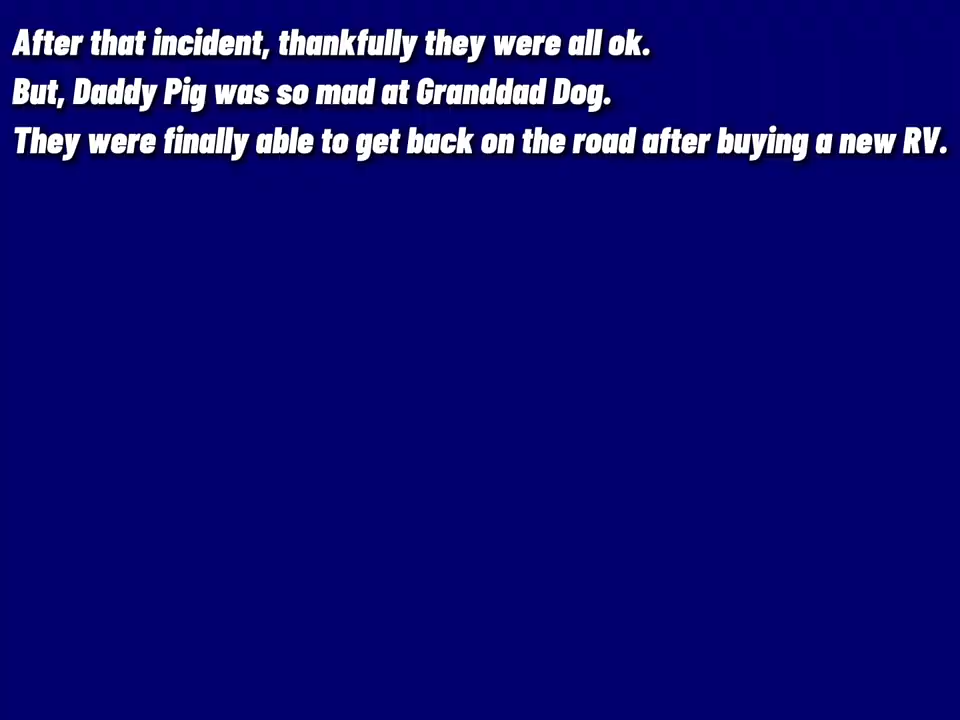 After that incident, thankfully they were all ok.
But, Daddy Pig was so mad at Granddad Dog.
They were finally able to get back on the road after buying a new RV.